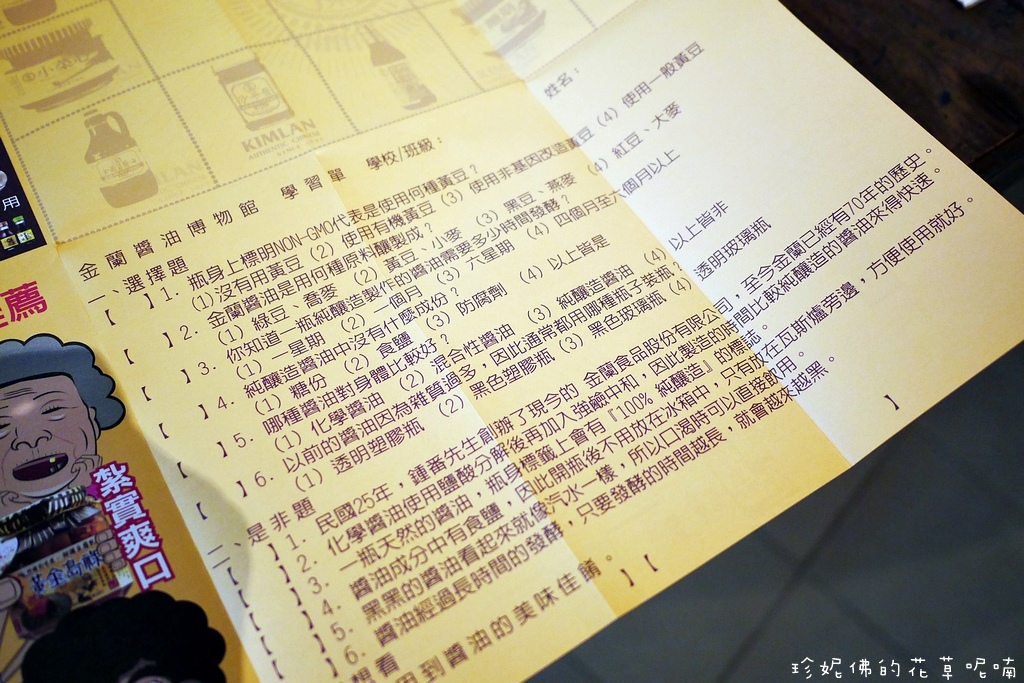 KIMLAN
AUTHENTIC CHINESE
SINCE 1936
用
薦
紮實爽口
黃金高粱
金蘭醬油博物館 學習單 學校/班級： 姓名：
一、選擇題
【 】1. 瓶身上標明NON-GMO代表是使用何種黃豆？
(1)沒有用黃豆 (2) 使用有機黃豆 (3) 使用非基因改造黃豆 (4) 使用一般黃豆
【 】2. 金蘭醬油是用何種原料釀製成？
(1) 綠豆、蕎麥 (2) 黃豆、小麥 (3) 黑豆、燕麥 (4) 紅豆、大麥
【 】3. 你知道一瓶純釀造製作的醬油需要多少時間發酵？
(1) 一星期 (2) 一個月 (3) 六星期 (4) 四個月至六個月以上
【 】4. 純釀造醬油中沒有什麼成份？
(1) 糖份 (2) 食鹽 (3) 防腐劑 (4) 以上皆是
【 】5. 哪種醬油對身體比較好？
(1) 化學醬油 (2) 混合性醬油 (3) 純釀造醬油 (4) 以上皆非
【 】6. 以前的醬油因為雜質過多，因此通常都用哪種瓶子裝瓶？
(1) 透明塑膠瓶 (2) 黑色塑膠瓶 (3) 黑色玻璃瓶 (4) 透明玻璃瓶
二、是非題
【 】1. 民國25年，鍾番先生創辦了現今的 金蘭食品股份有限公司，至今金蘭已經有70年的歷史。
【 】2. 化學醬油使用鹽酸分解後再加入強鹼中和，因此製造的時間比較純釀造的醬油來得快速。
【 】3. 一瓶天然的醬油，瓶身標籤上會有『100% 純釀造』的標誌。
【 】4. 醬油成分中有食鹽，因此開瓶後不用放在冰箱中，只有放在瓦斯爐旁邊，方便使用就好。
【 】5. 黑黑的醬油看起來就像汽水一樣，所以口渴時可以直接飲用。
【 】6. 醬油經過長時間的發酵，只要發酵的時間越長，就會越來越黑。
想看
用到醬油的美味佳餚。
】【 】
珍妮佛的花草呢喃